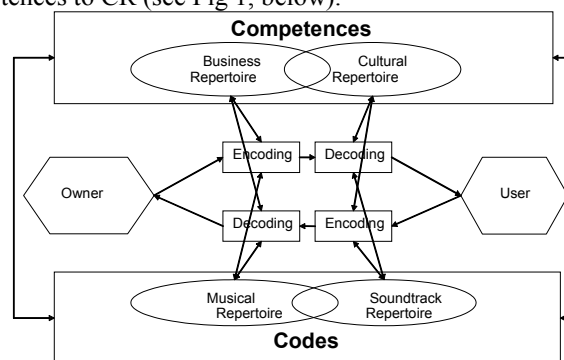 tences to CR (see Fig 1, below).
Competences
Business Cultural
Repertoire Repertoire
Encoding Decoding
Owner User
Decoding Encoding
Musical Soundtrack
Repertoire Repertoire
Codes